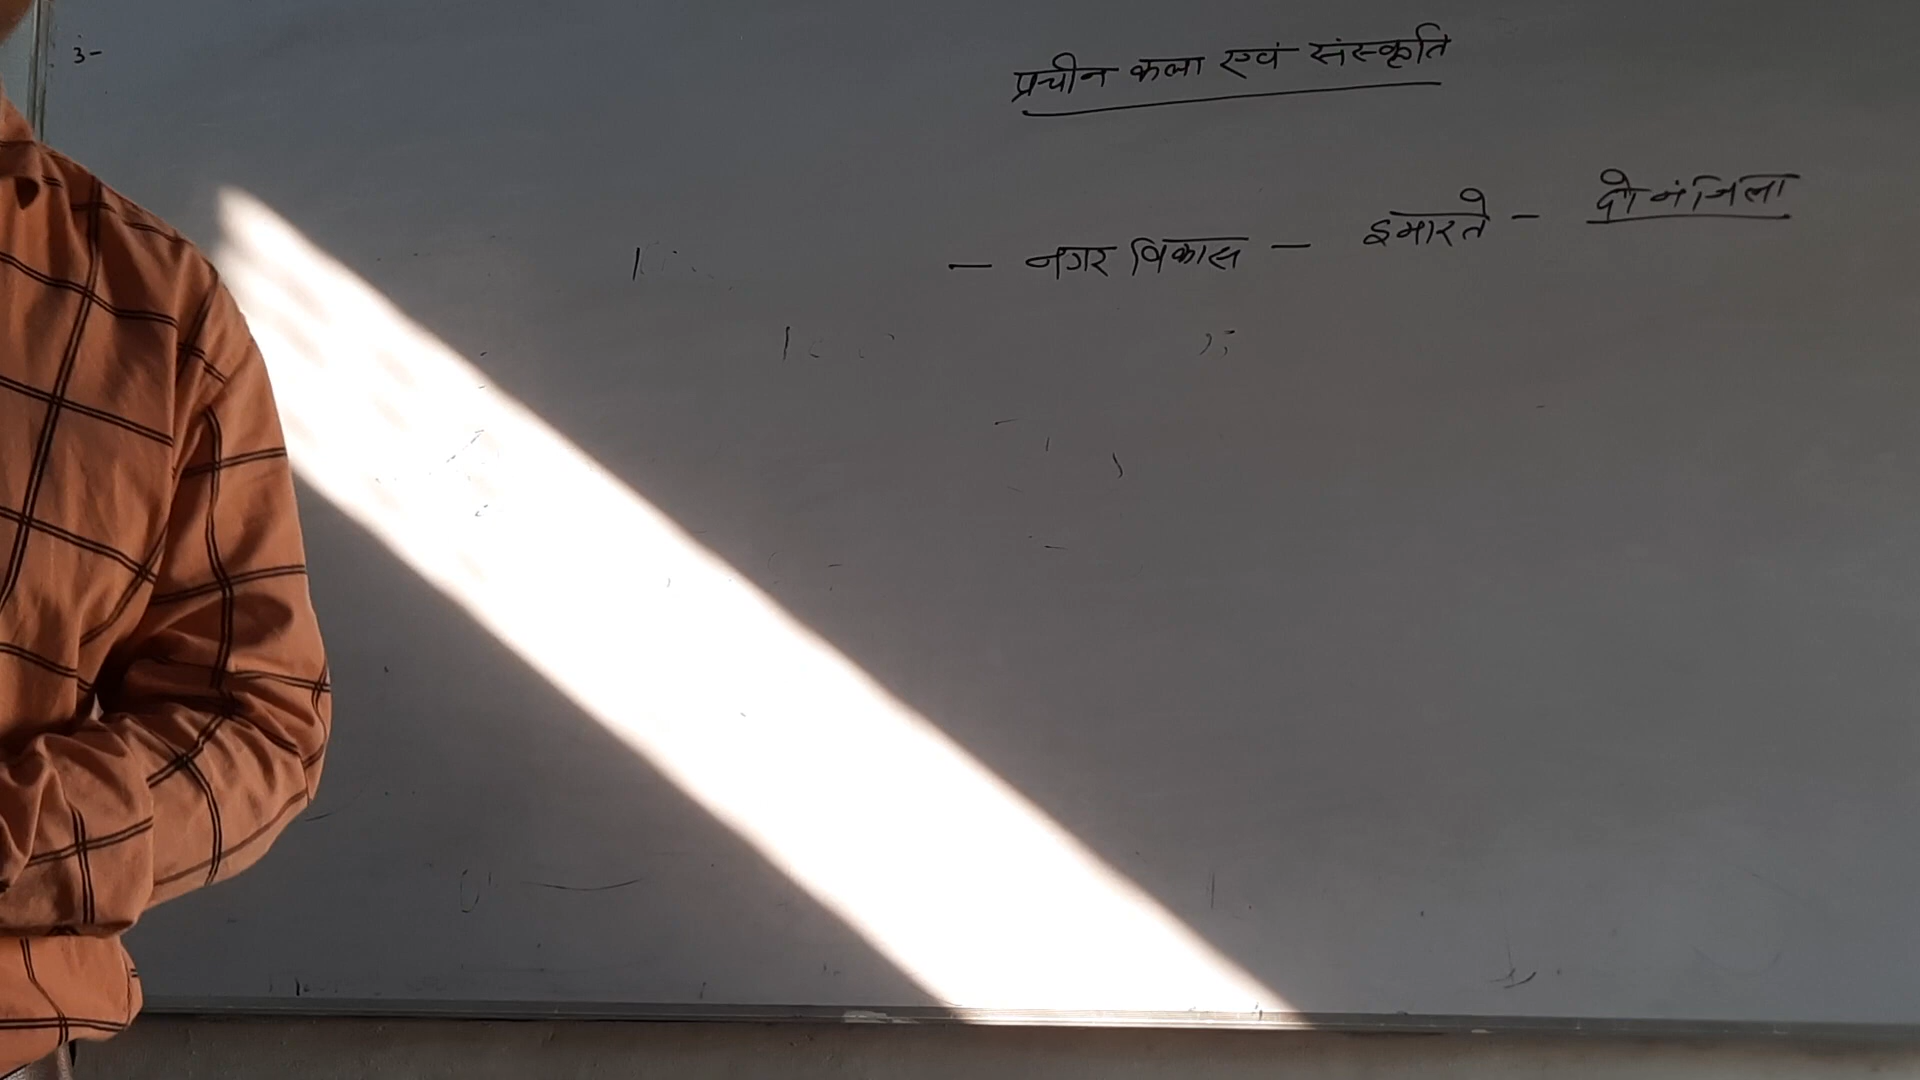 3-
प्रचीन कला एवं संस्कृति
- नगर विकास - इमारते - दो मंजिला